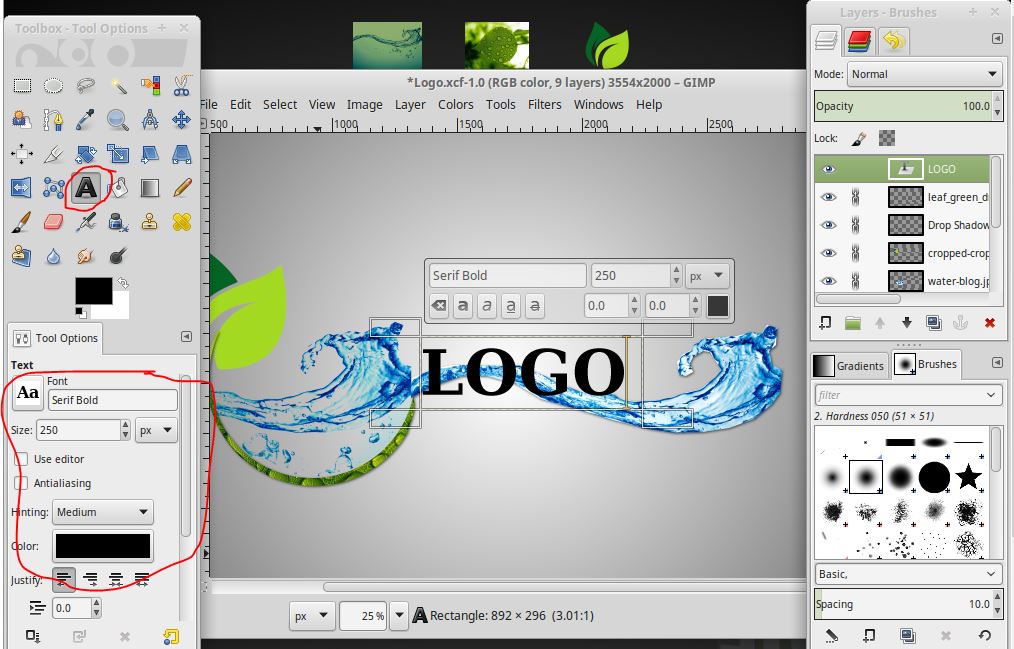 Toolbox - Tool Options
Layers - Brushes
*Logo.xcf-1.0 (RGB color, 9 layers) 3554x2000 – GIMP
File Edit Select View Image Layer Colors Tools Filters Windows Help
500 1000 1500 2000 2500
Mode: Normal
Opacity 100.0
Lock:
LOGO
leaf_green_d
Drop Shadow
cropped-crop
water-blog.jp
Serif Bold 250 px
a a a a 0.0 0.0
LOGO
Tool Options
Text
Font
Aa Serif Bold
Size: 250 px
Use editor
Antialiasing
Hinting: Medium
Color:
Justify:
0.0
Gradients Brushes
filter
2. Hardness 050 (51 × 51)
Basic,
Spacing 10.0
px 25 % A Rectangle: 892 × 296 (3.01:1)